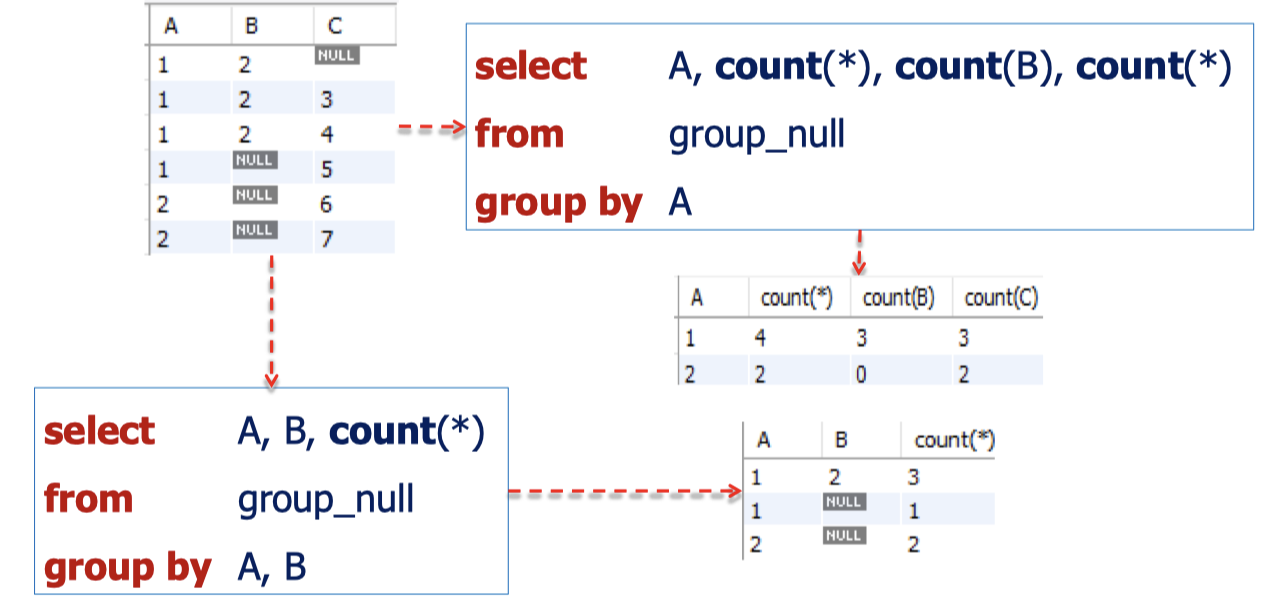 A B C
1 2 NULL
1 2 3
1 2 4
1 NULL 5
2 NULL 6
2 NULL 7
select A, count(*), count(B), count(*)
from group_null
group by A
A count(*) count(B) count(C)
1 4 3 3
2 2 0 2
select A, B, count(*)
from group_null
group by A, B
A B count(*)
1 2 3
1 NULL 1
2 NULL 2